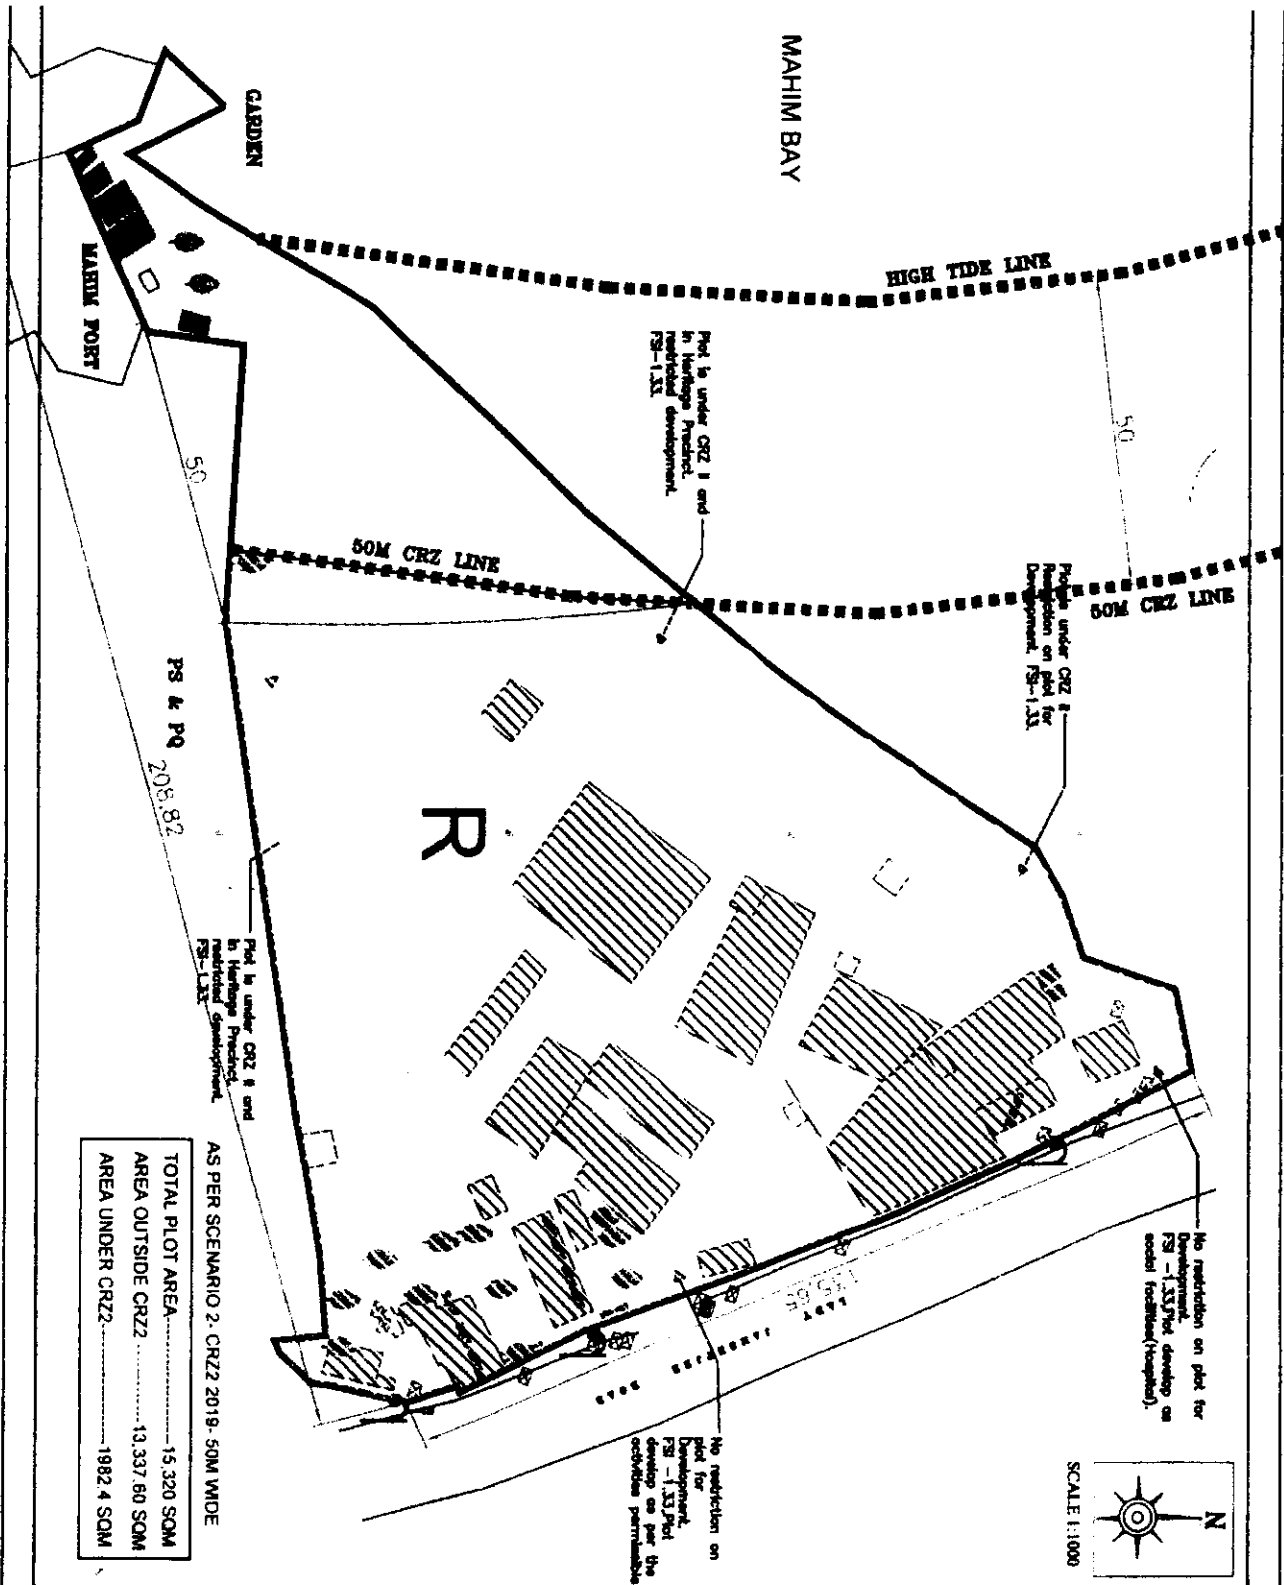 MAHIM BAY
GARDEN
MAHIM FORT
HIGH TIDE LINE
50
50M CRZ LINE
50M CRZ LINE
50
Plot is under CRZ II and
in Heritage Precinct.
restricted development.
FSI-1.33.
under CRZ
Restriction on plot for
Development. FSI-1.33.
PS & PQ
206.82
R
Plot is under CRZ II and
in Heritage Precinct.
restricted development.
FSI-1.33
No restriction on plot for
Development.
FSI -1.33,Plot develop as
social facilities(Hospital).
135.65
LADY JAMSHTJEE ROAD
No restriction on
plot for
Development.
FSI -1.33,Plot
develop as per the
activities permissible
N
SCALE 1:1000
AS PER SCENARIO 2- CRZ2 2019- 50M WIDE
TOTAL PLOT AREA---------------15,320 SQM
AREA OUTSIDE CRZ2 ............13,337.60 SQM
AREA UNDER CRZ2---------------1982.4 SQM